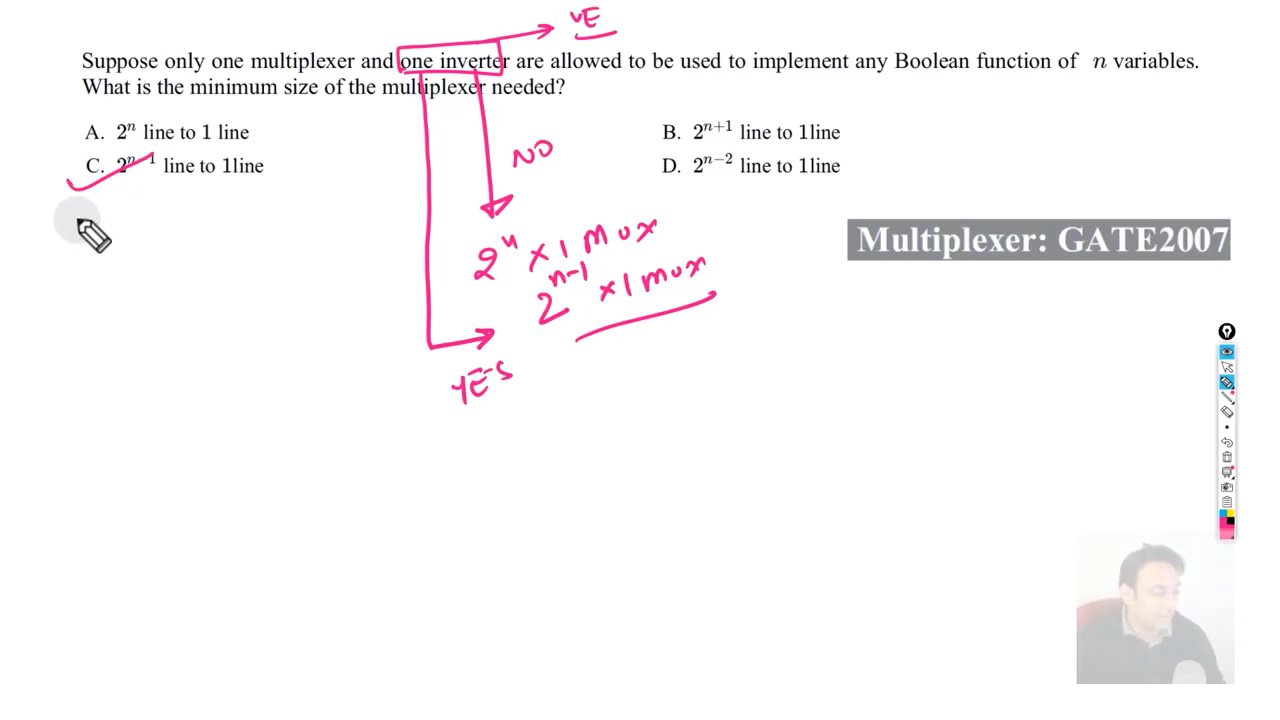 VE
Suppose only one multiplexer and one inverter are allowed to be used to implement any Boolean function of n variables.
What is the minimum size of the multiplexer needed?
A. 2^n line to 1 line
B. 2^{n+1} line to 1line
C. 2^{n-1} line to 1line
D. 2^{n-2} line to 1line
NO
Multiplexer: GATE2007
2^n × 1 MUX
2^{n-1} × 1 MUX
YES